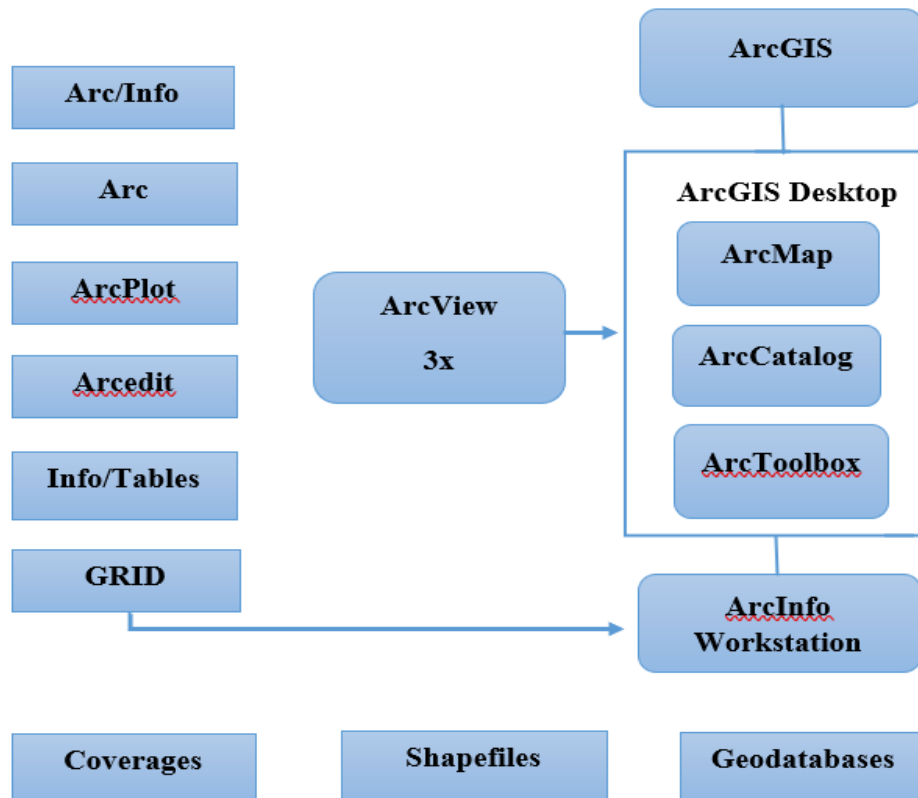 ArcGIS
Arc/Info
Arc
ArcPlot
Arcedit
Info/Tables
GRID
ArcView
3x
ArcGIS Desktop
ArcMap
ArcCatalog
ArcToolbox
ArcInfo
Workstation
Coverages
Shapefiles
Geodatabases